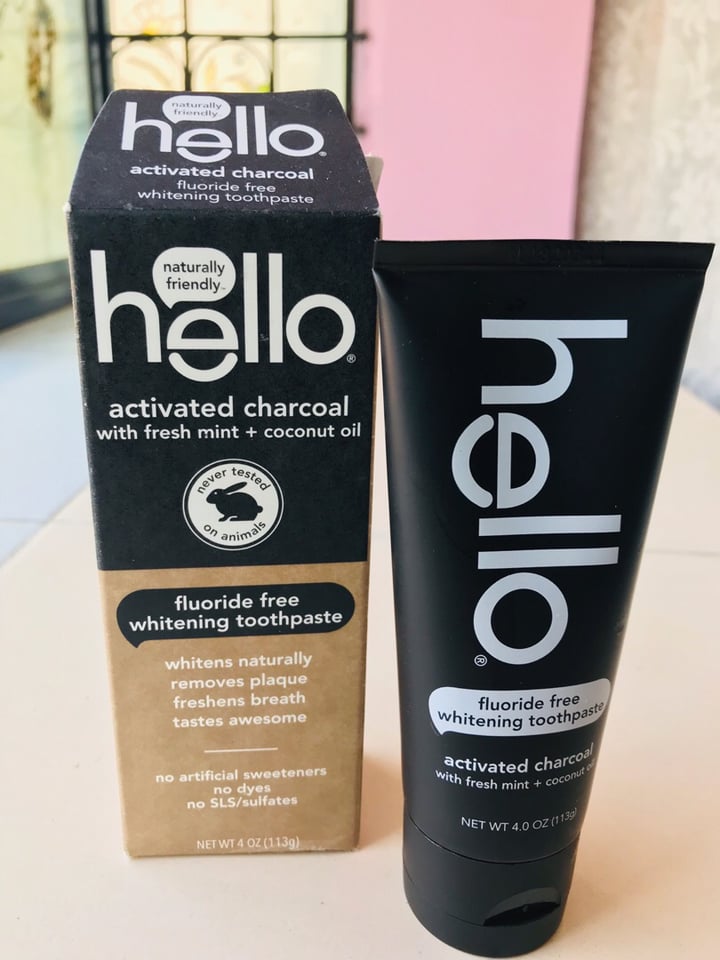 naturally
friendly
hello®
activated charcoal
fluoride free
whitening toothpaste
naturally
friendly™
hello®
activated charcoal
with fresh mint + coconut oil
never tested
on animals
fluoride free
whitening toothpaste
whitens naturally
removes plaque
freshens breath
tastes awesome
no artificial sweeteners
no dyes
no SLS/sulfates
NET WT 4 OZ (113g)
hello®
fluoride free
whitening toothpaste
activated charcoal
with fresh mint + coconut
NET WT 4.0 OZ (113g)